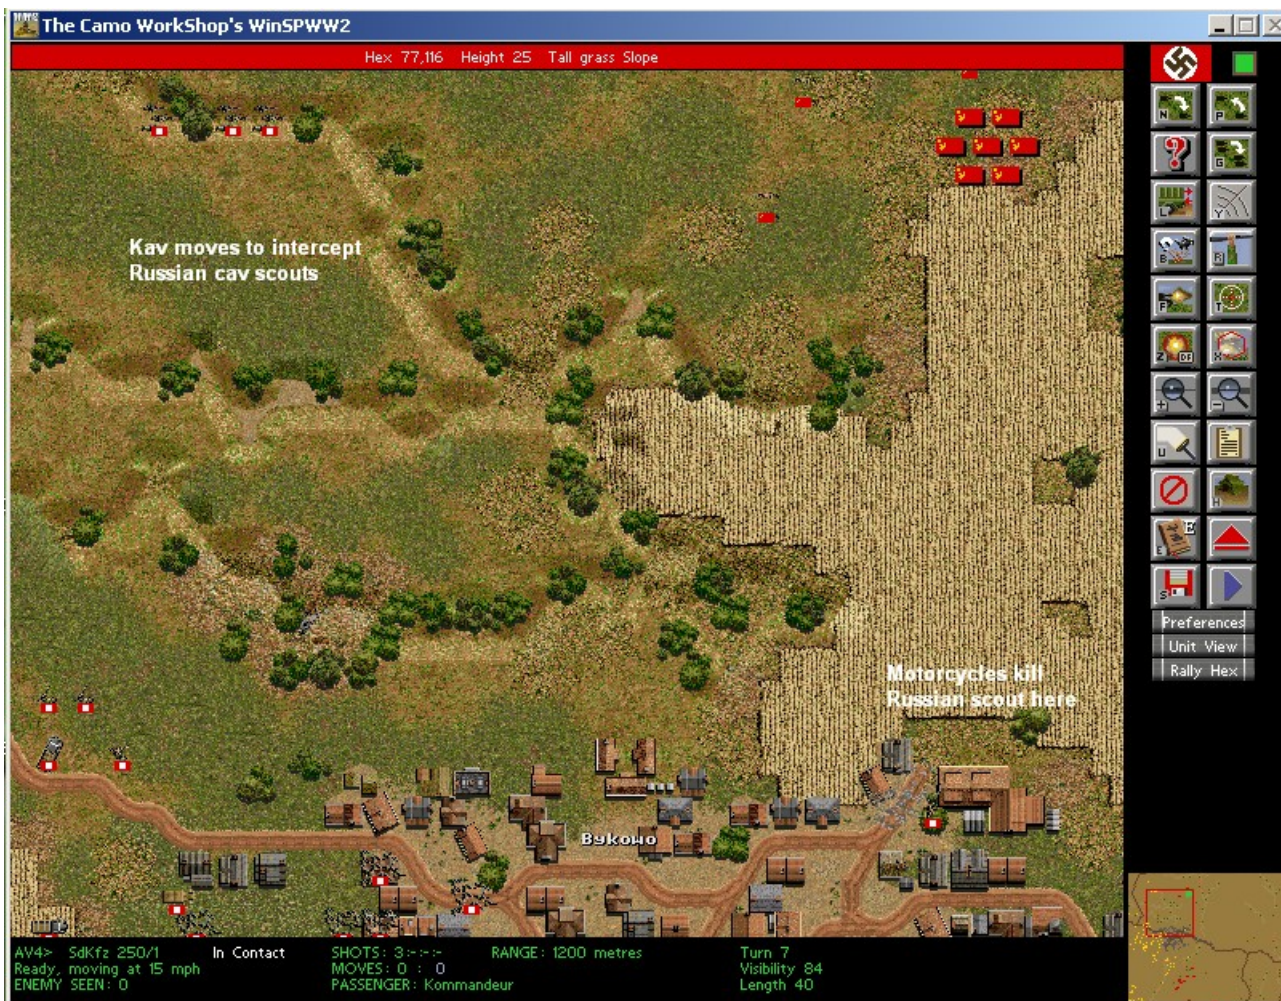 The Camo WorkShop's WinSPWW2
Hex 77,116 Height 25 Tall grass Slope
N P
G
L Y
B R
F T
Z DF X
+ -
U
H
E E
S
Kav moves to intercept
Russian cav scouts
Preferences
Unit View
Rally Hex
Motorcycles kill
Russian scout here
Bykowo
AV4> SdKfz 250/1 In Contact SHOTS: 3:-:-:- RANGE: 1200 metres Turn 7
Ready, moving at 15 mph MOVES: 0 : 0 Visibility 84
ENEMY SEEN: 0 PASSENGER: Kommandeur Length 40